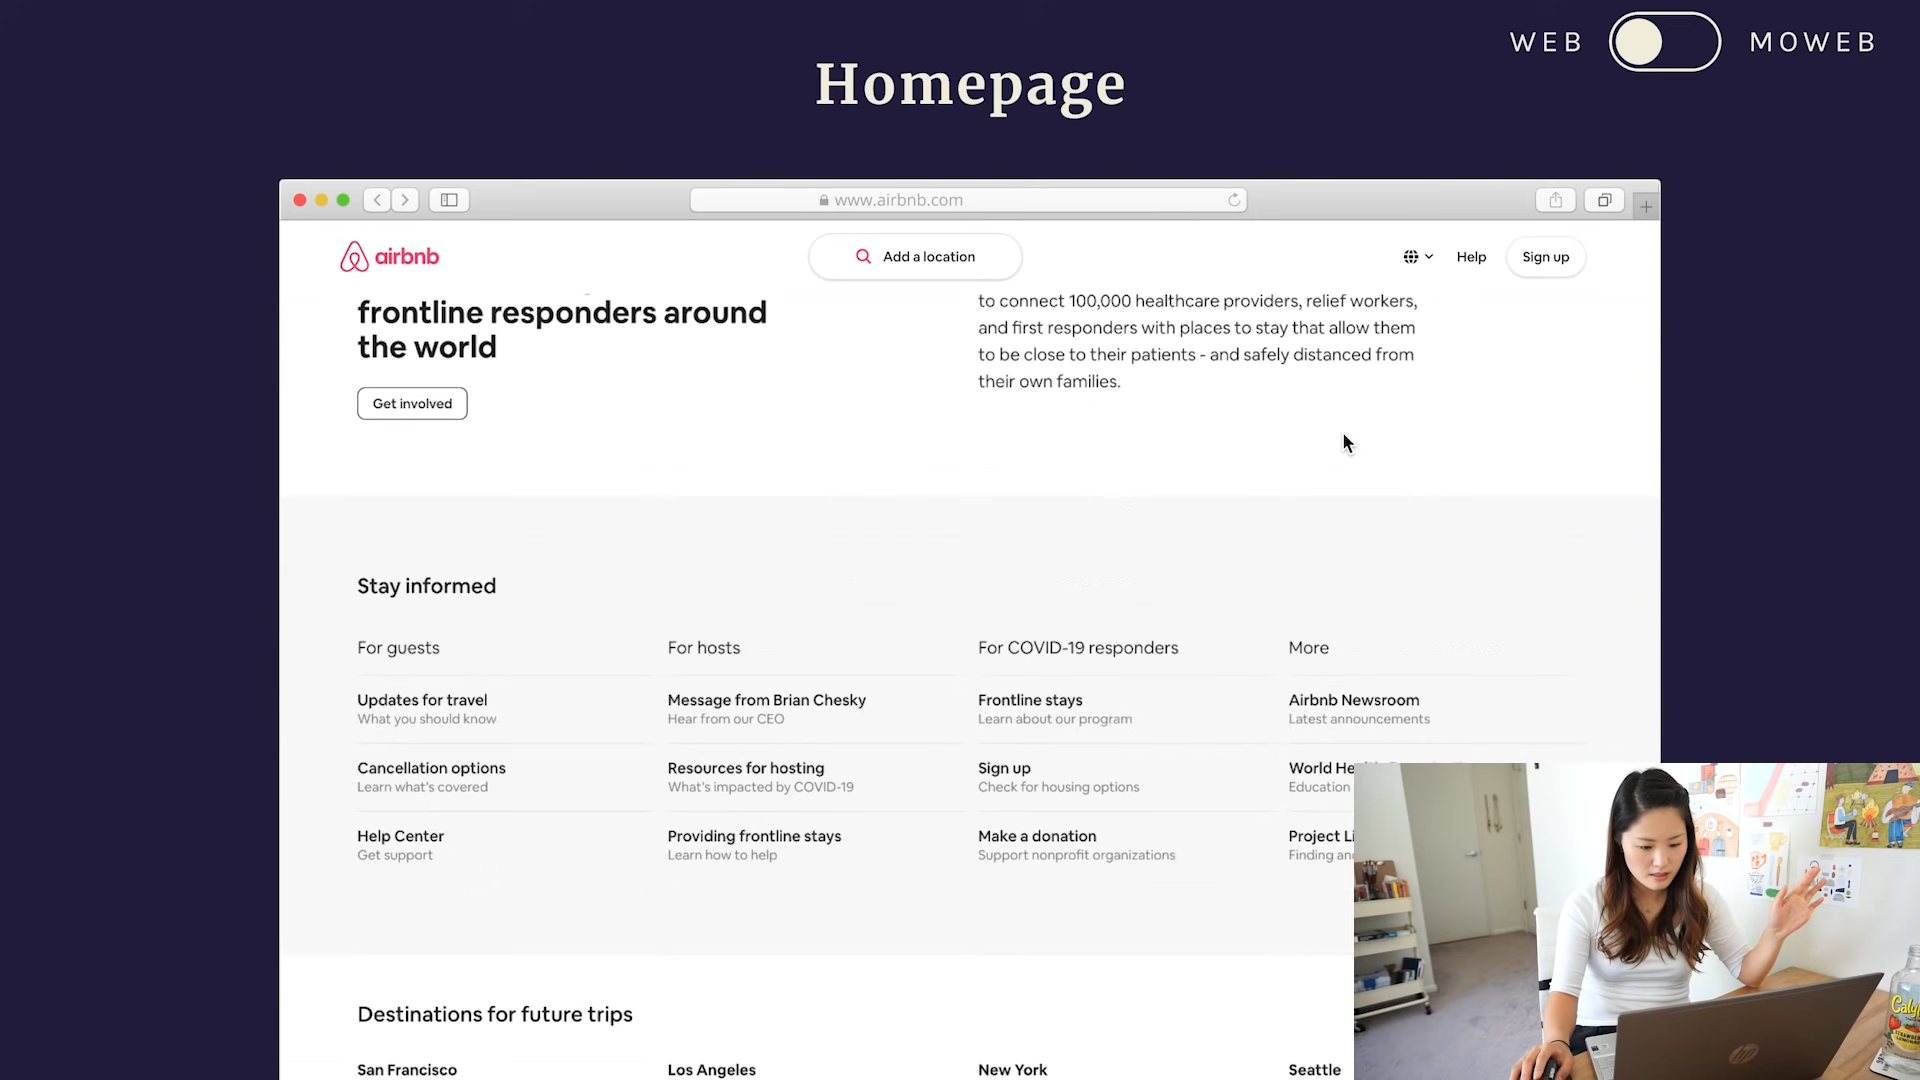 WEB
MOWEB
Homepage
www.airbnb.com
airbnb
Add a location
Help
Sign up
frontline responders around
the world
Get involved
to connect 100,000 healthcare providers, relief workers,
and first responders with places to stay that allow them
to be close to their patients - and safely distanced from
their own families.
Stay informed
For guests
For hosts
For COVID-19 responders
More
Updates for travel
What you should know
Message from Brian Chesky
Hear from our CEO
Frontline stays
Learn about our program
Airbnb Newsroom
Latest announcements
Cancellation options
Learn what's covered
Resources for hosting
What's impacted by COVID-19
Sign up
Check for housing options
World
Education
Help Center
Get support
Providing frontline stays
Learn how to help
Make a donation
Support nonprofit organizations
Project
Finding
Destinations for future trips
San Francisco
Los Angeles
New York
Seattle
hp